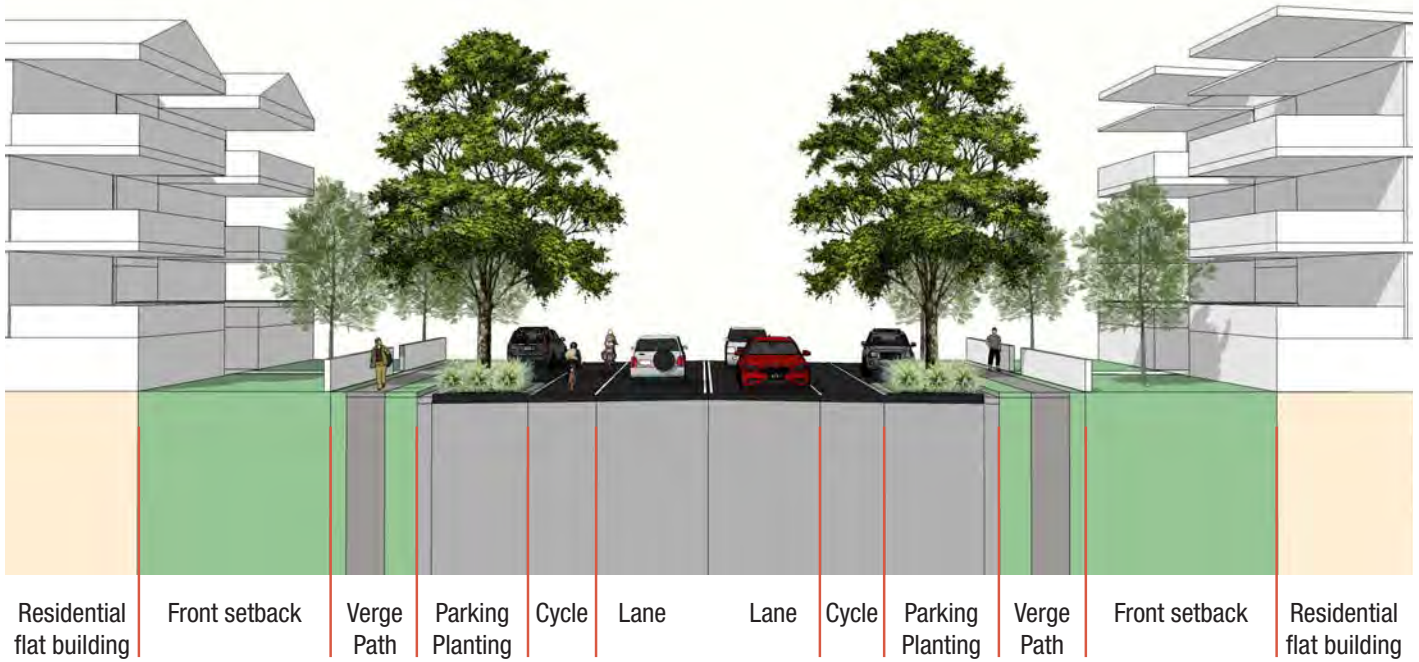 Residential
flat building
Front setback
Verge
Path
Parking
Planting
Cycle
Lane
Lane
Cycle
Parking
Planting
Verge
Path
Front setback
Residential
flat building